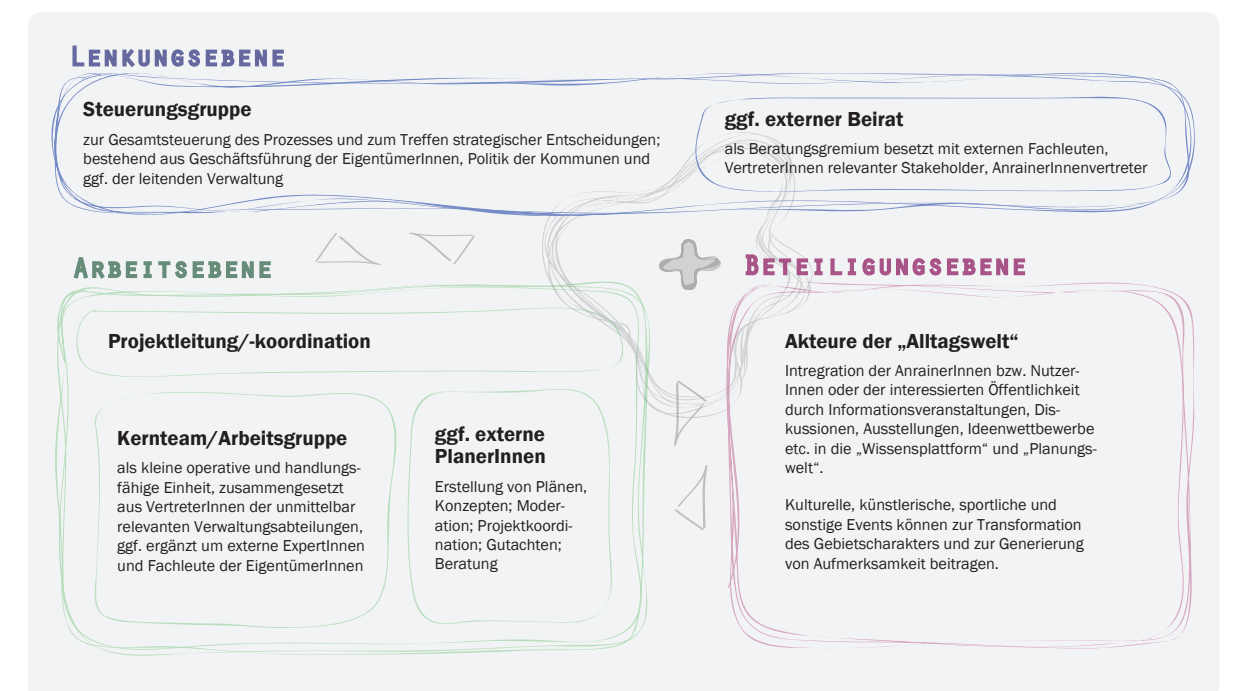 LENKUNGSEBENE
Steuerungsgruppe
zur Gesamtsteuerung des Prozesses und zum Treffen strategischer Entscheidungen;
bestehend aus Geschäftsführung der EigentümerInnen, Politik der Kommunen und
ggf. der leitenden Verwaltung
ggf. externer Beirat
als Beratungsgremium besetzt mit externen Fachleuten,
VertreterInnen relevanter Stakeholder, AnrainerInnenvertreter
ARBEITSEBENE
Projektleitung/-koordination
Kernteam/Arbeitsgruppe
als kleine operative und handlungs-
fähige Einheit, zusammengesetzt
aus VertreterInnen der unmittelbar
relevanten Verwaltungsabteilungen,
ggf. ergänzt um externe ExpertInnen
und Fachleute der EigentümerInnen
ggf. externe
PlanerInnen
Erstellung von Plänen,
Konzepten; Moder-
ation; Projektkoordi-
nation; Gutachten;
Beratung
BETEILIGUNGSEBENE
Akteure der „Alltagswelt“
Intregration der AnrainerInnen bzw. Nutzer-
Innen oder der interessierten Öffentlichkeit
durch Informationsveranstaltungen, Dis-
kussionen, Ausstellungen, Ideenwettbewerbe
etc. in die „Wissensplattform“ und „Planungs-
welt“.
Kulturelle, künstlerische, sportliche und
sonstige Events können zur Transformation
des Gebietscharakters und zur Generierung
von Aufmerksamkeit beitragen.